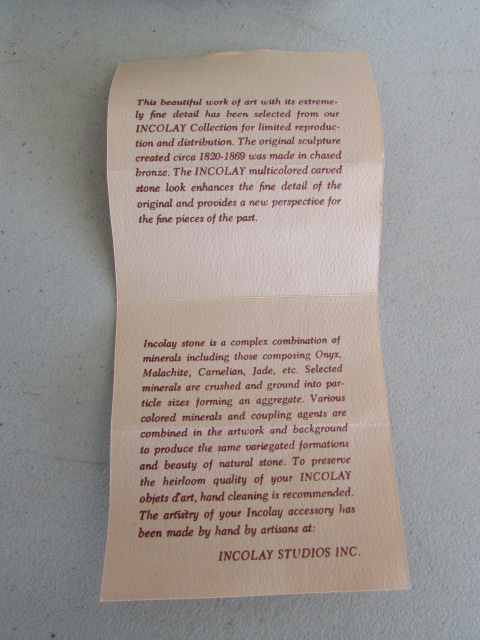 This beautiful work of art with its extreme-
ly fine detail has been selected from our
INCOLAY Collection for limited reproduc-
tion and distribution. The original sculpture
created circa 1820-1869 was made in chased
bronze. The INCOLAY multicolored carved
stone look enhances the fine detail of the
original and provides a new perspective for
the fine pieces of the past.
Incolay stone is a complex combination of
minerals including those composing Onyx,
Malachite, Carnelian, Jade, etc. Selected
minerals are crushed and ground into par-
ticle sizes forming an aggregate. Various
colored minerals and coupling agents are
combined in the artwork and background
to produce the same variegated formations
and beauty of natural stone. To preserve
the heirloom quality of your INCOLAY
objets d'art, hand cleaning is recommended.
The artistry of your Incolay accessory has
been made by hand by artisans at:
INCOLAY STUDIOS INC.